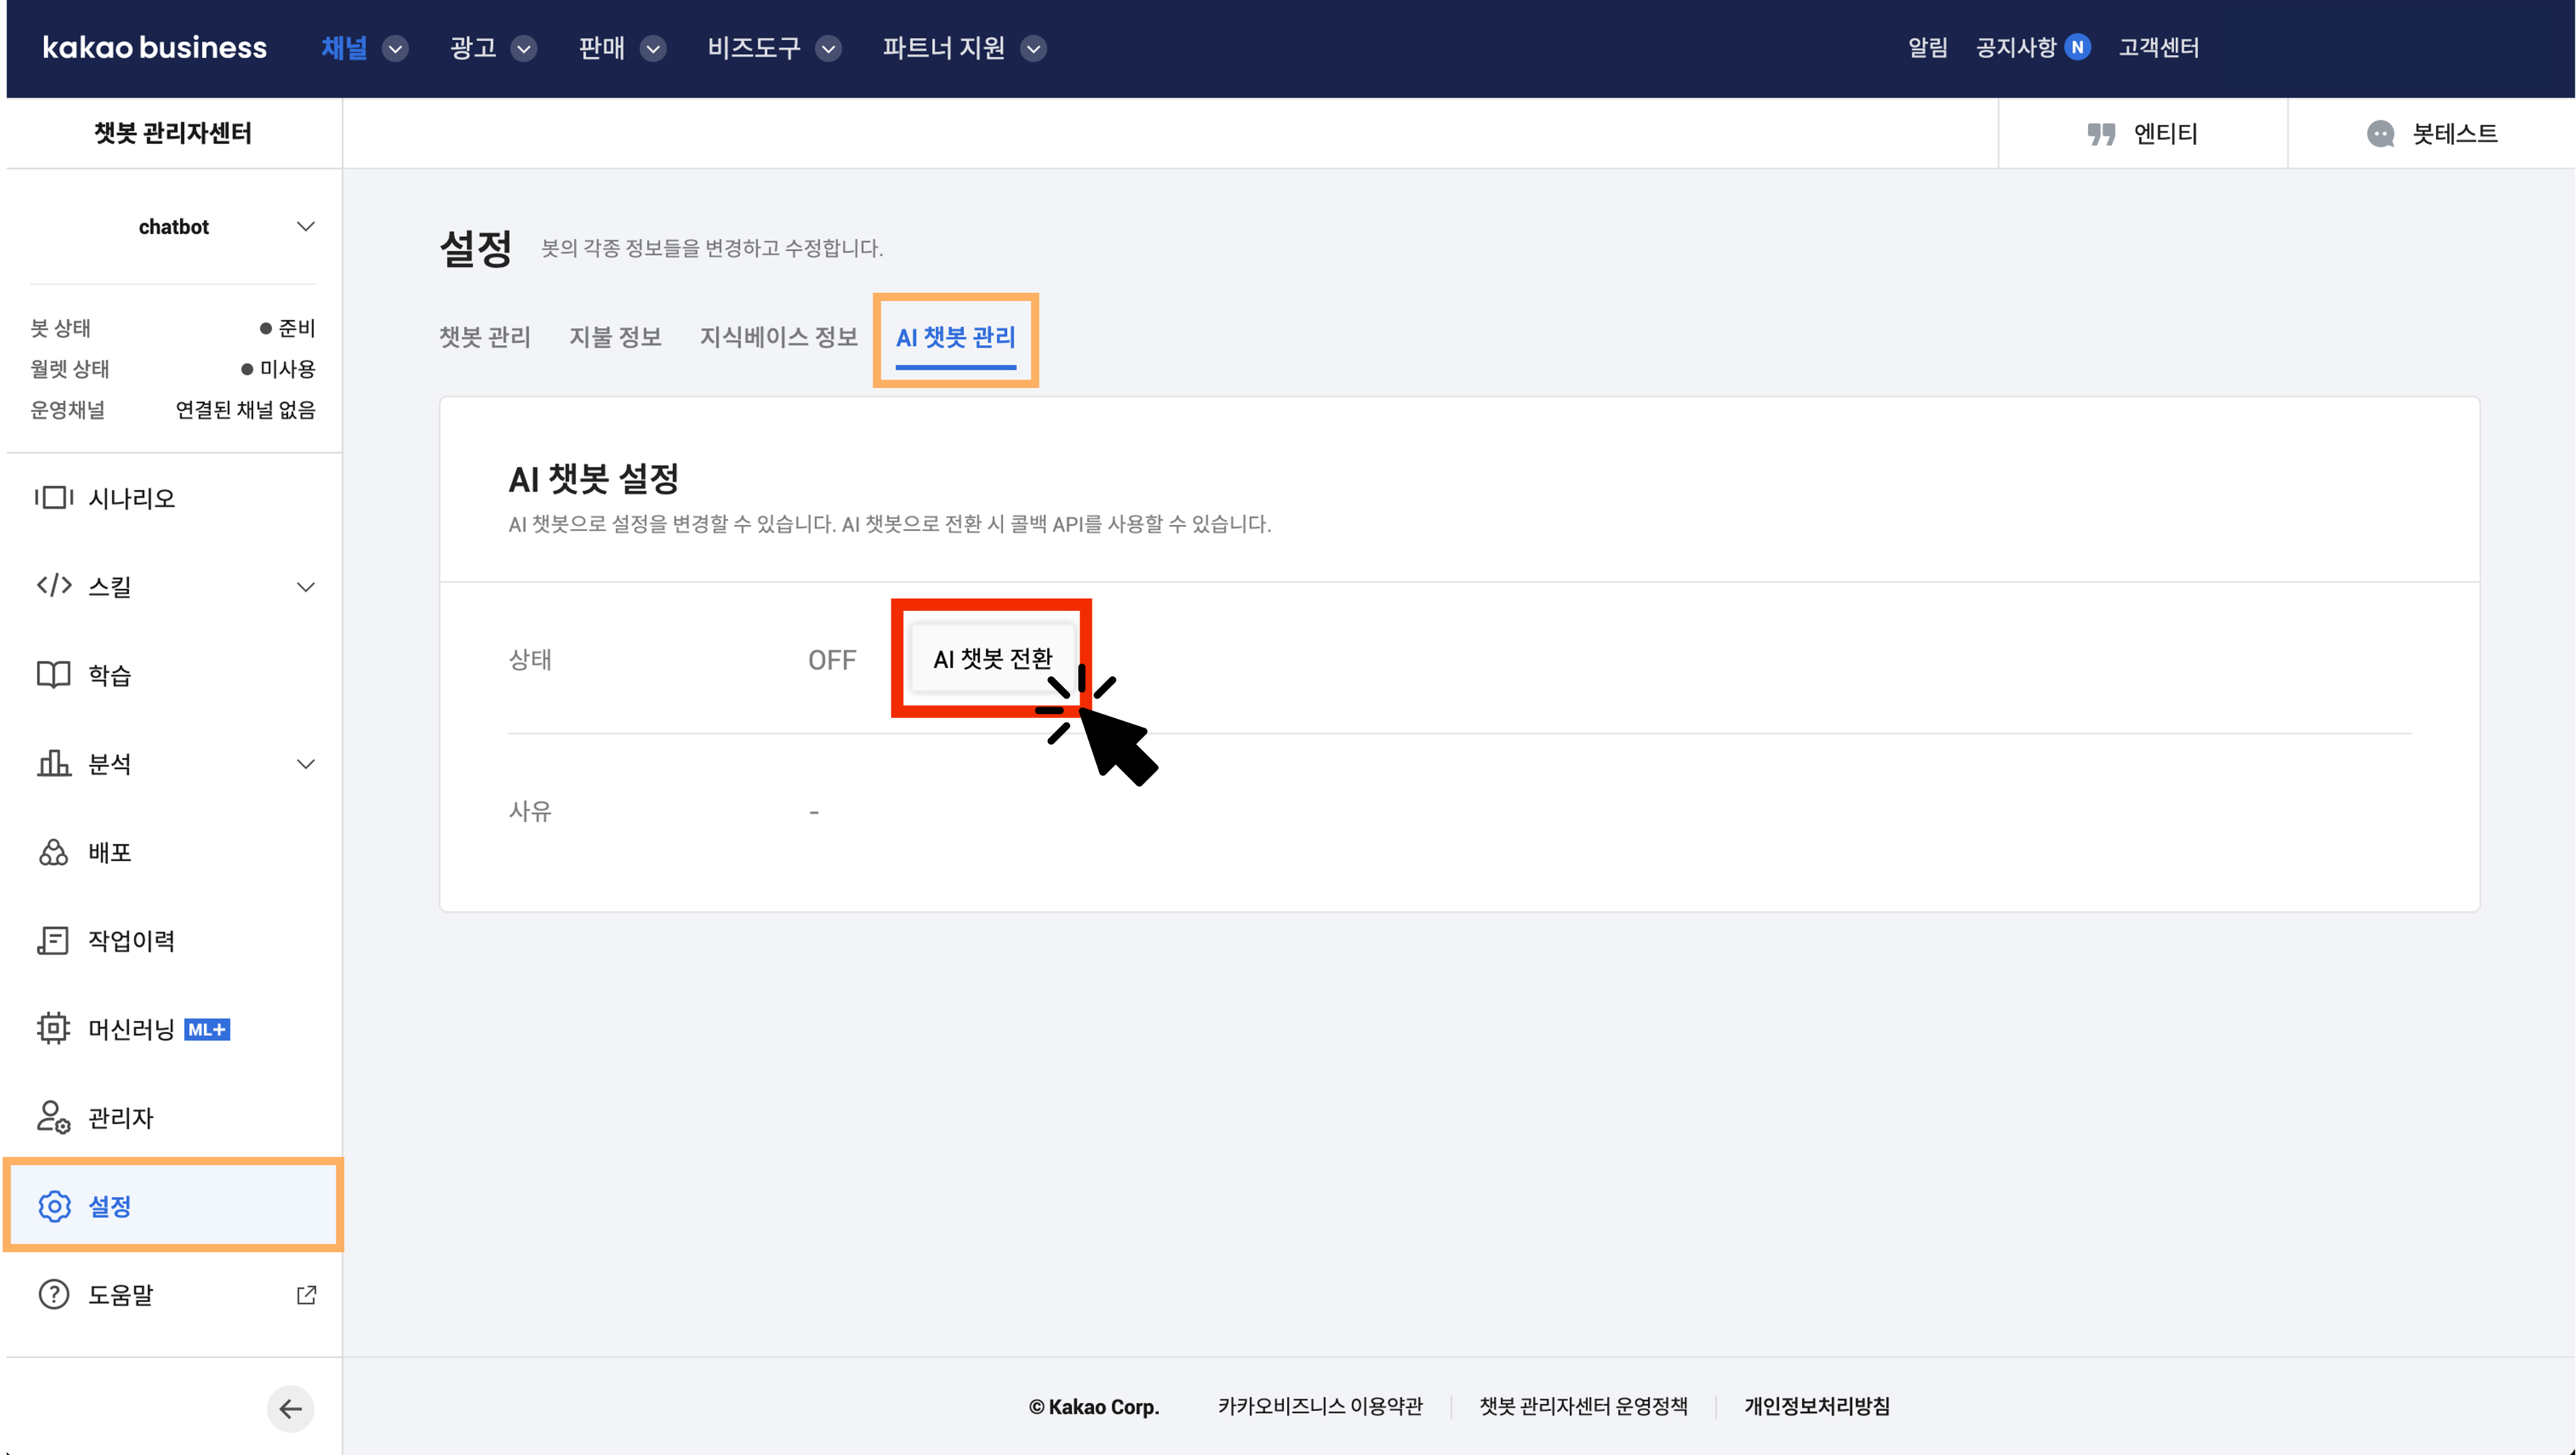 kakao business 채널 광고 판매 비즈도구 파트너 지원 알림 공지사항 N 고객센터
챗봇 관리자센터 엔티티 봇테스트
chatbot
봇 상태 준비
월렛 상태 미사용
운영채널 연결된 채널 없음
시나리오
스킬
학습
분석
배포
작업이력
머신러닝 ML+
관리자
설정
도움말
설정 봇의 각종 정보들을 변경하고 수정합니다.
챗봇 관리 지불 정보 지식베이스 정보 AI 챗봇 관리
AI 챗봇 설정
AI 챗봇으로 설정을 변경할 수 있습니다. AI 챗봇으로 전환 시 콜백 API를 사용할 수 있습니다.
상태 OFF AI 챗봇 전환
사유 -
© Kakao Corp. 카카오비즈니스 이용약관 챗봇 관리자센터 운영정책 개인정보처리방침